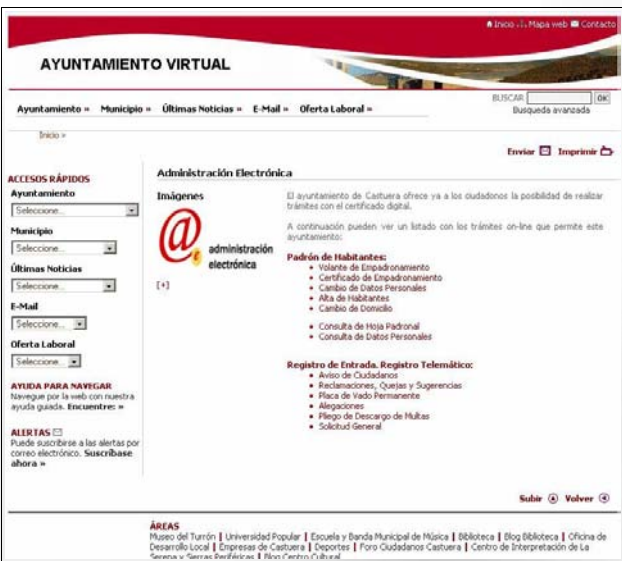 Inicio Mapa web Contacto
AYUNTAMIENTO VIRTUAL
BUSCAR OK
Ayuntamiento » Municipio » Últimas Noticias » E-Mail » Oferta Laboral »
Busqueda avanzada
Inicio »
Enviar Imprimir
ACCESOS RÁPIDOS
Ayuntamiento
Seleccione...
Municipio
Seleccione...
Últimas Noticias
Seleccione...
E-Mail
Seleccione...
Oferta Laboral
Seleccione...
AYUDA PARA NAVEGAR
Navegue por la web con nuestra
ayuda guiada. Encuentre: »
ALERTAS
Puede suscribirse a las alertas por
correo electrónico. Suscríbase
ahora »
Administración Electrónica
Imágenes
@
administración
electrónica
[+]
El ayuntamiento de Castuera ofrece ya a los ciudadonos la posibilidad de realizar
trámites con el certificado digital.
A continuación pueden ver un listado con los trámites on-line que permite este
ayuntamiento:
Padrón de Habitantes:
• Volante de Empadronamiento
• Certificado de Empadronamiento
• Cambio de Datos Personales
• Alta de Habitantes
• Cambio de Domicilio
• Consulta de Hoja Padronal
• Consulta de Datos Personales
Registro de Entrada. Registro Telemático:
• Aviso de Ciudadanos
• Reclamaciones, Quejas y Sugerencias
• Placa de Vado Permanente
• Alegaciones
• Pliego de Descargo de Multas
• Solicitud General
Subir Volver
ÁREAS
Museo del Turrón | Universidad Popular | Escuela y Banda Municipal de Música | Biblioteca | Blog Biblioteca | Oficina de
Desarrollo Local | Empresas de Castuera | Deportes | Foro Ciudadanos Castuera | Centro de Interpretación de La
Serena y Sierras Periféricas | Blog Centro Cultural